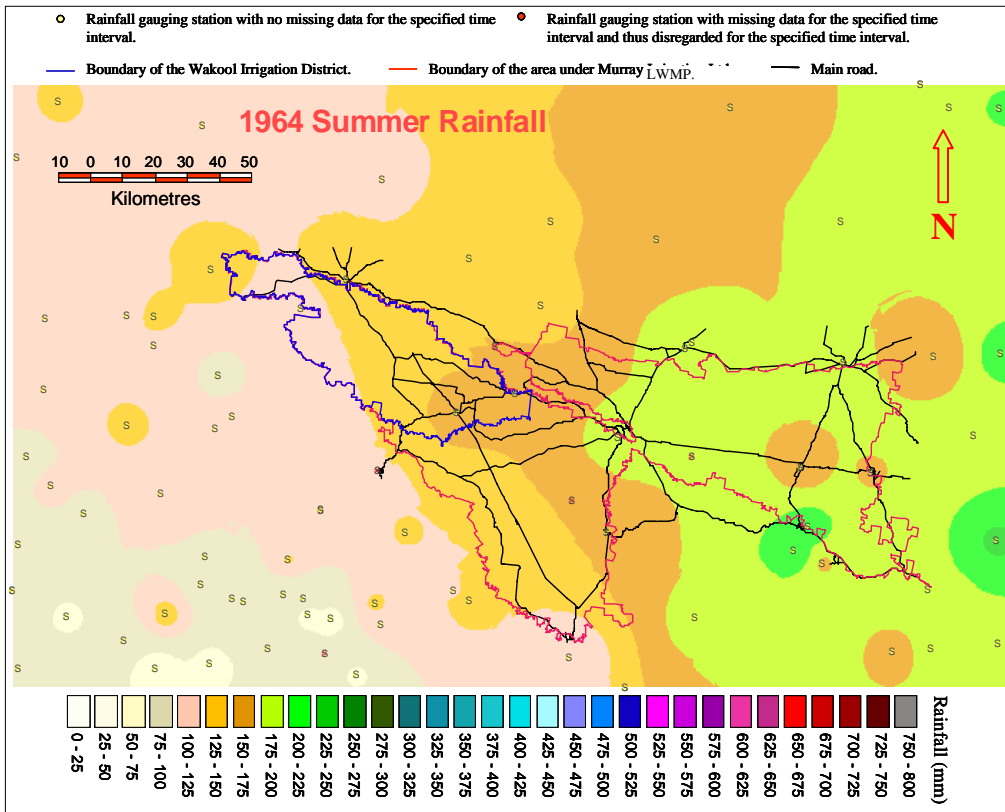 Rainfall gauging station with no missing data for the specified time
interval.
Rainfall gauging station with missing data for the specified time
interval and thus disregarded for the specified time interval.
Boundary of the Wakool Irrigation District.
Boundary of the area under Murray
LWMP.
Main road.
1964 Summer Rainfall
10 0 10 20 30 40 50
Kilometres
N
0 - 25
25 - 50
50 - 75
75 - 100
100 - 125
125 - 150
150 - 175
175 - 200
200 - 225
225 - 250
250 - 275
275 - 300
300 - 325
325 - 350
350 - 375
375 - 400
400 - 425
425 - 450
450 - 475
475 - 500
500 - 525
525 - 550
550 - 575
575 - 600
600 - 625
625 - 650
650 - 675
675 - 700
700 - 725
725 - 750
750 - 800
Rainfall (mm)